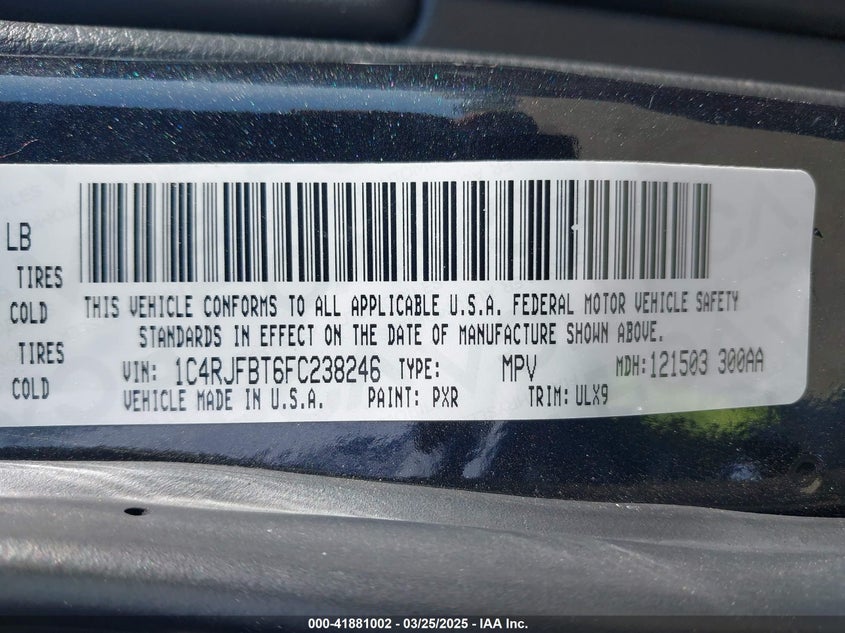 LB
TIRES
COLD
TIRES
COLD
THIS VEHICLE CONFORMS TO ALL APPLICABLE U.S.A. FEDERAL MOTOR VEHICLE SAFETY
STANDARDS IN EFFECT ON THE DATE OF MANUFACTURE SHOWN ABOVE.
VIN: 1C4RJFBT6FC238246 TYPE: MPV MDH:121503 300AA
VEHICLE MADE IN U.S.A. PAINT: PXR TRIM: ULX9
000-41881002 — 03/25/2025 — IAA Inc.